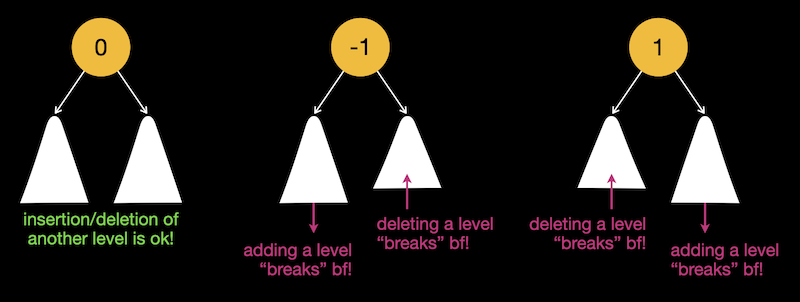 0
insertion/deletion of
another level is ok!
-1
adding a level
“breaks” bf!
deleting a level
“breaks” bf!
1
deleting a level
“breaks” bf!
adding a level
“breaks” bf!